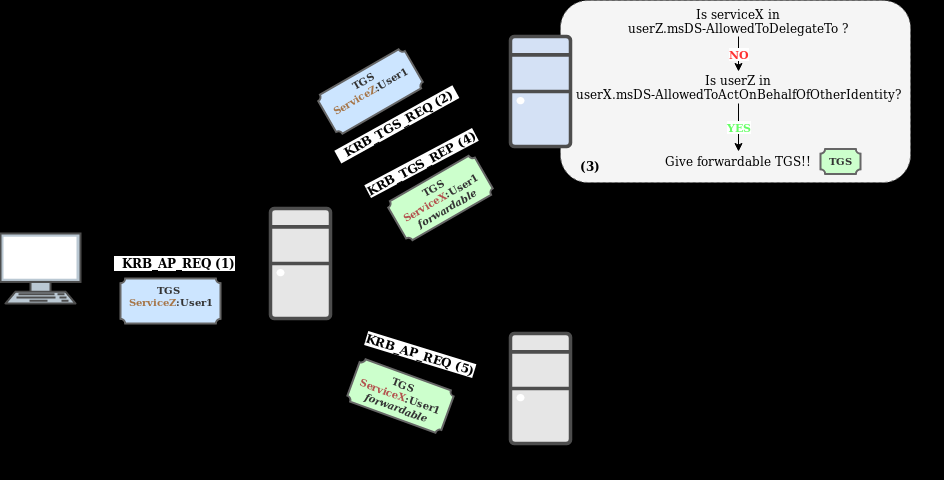 Is serviceX in
userZ.msDS-AllowedToDelegateTo ?
NO
Is userZ in
userX.msDS-AllowedToActOnBehalfOfOtherIdentity?
YES
Give forwardable TGS!!
TGS
(3)
TGS
ServiceZ:User1
KRB_TGS_REQ (2)
KRB_TGS_REP (4)
TGS
ServiceX:User1
forwardable
KRB_AP_REQ (1)
TGS
ServiceZ:User1
KRB_AP_REQ (5)
TGS
ServiceX:User1
forwardable